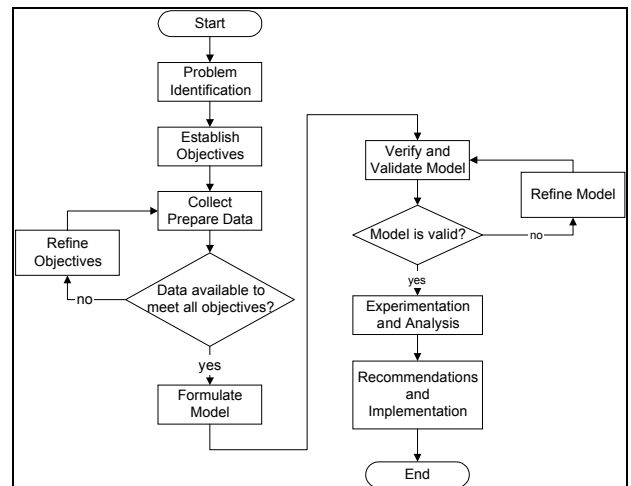 Start
Problem
Identification
Establish
Objectives
Collect
Prepare Data
Refine
Objectives
Data available to
meet all objectives?
no
yes
Formulate
Model
Verify and
Validate Model
Refine Model
Model is valid?
no
yes
Experimentation
and Analysis
Recommendations
and
Implementation
End